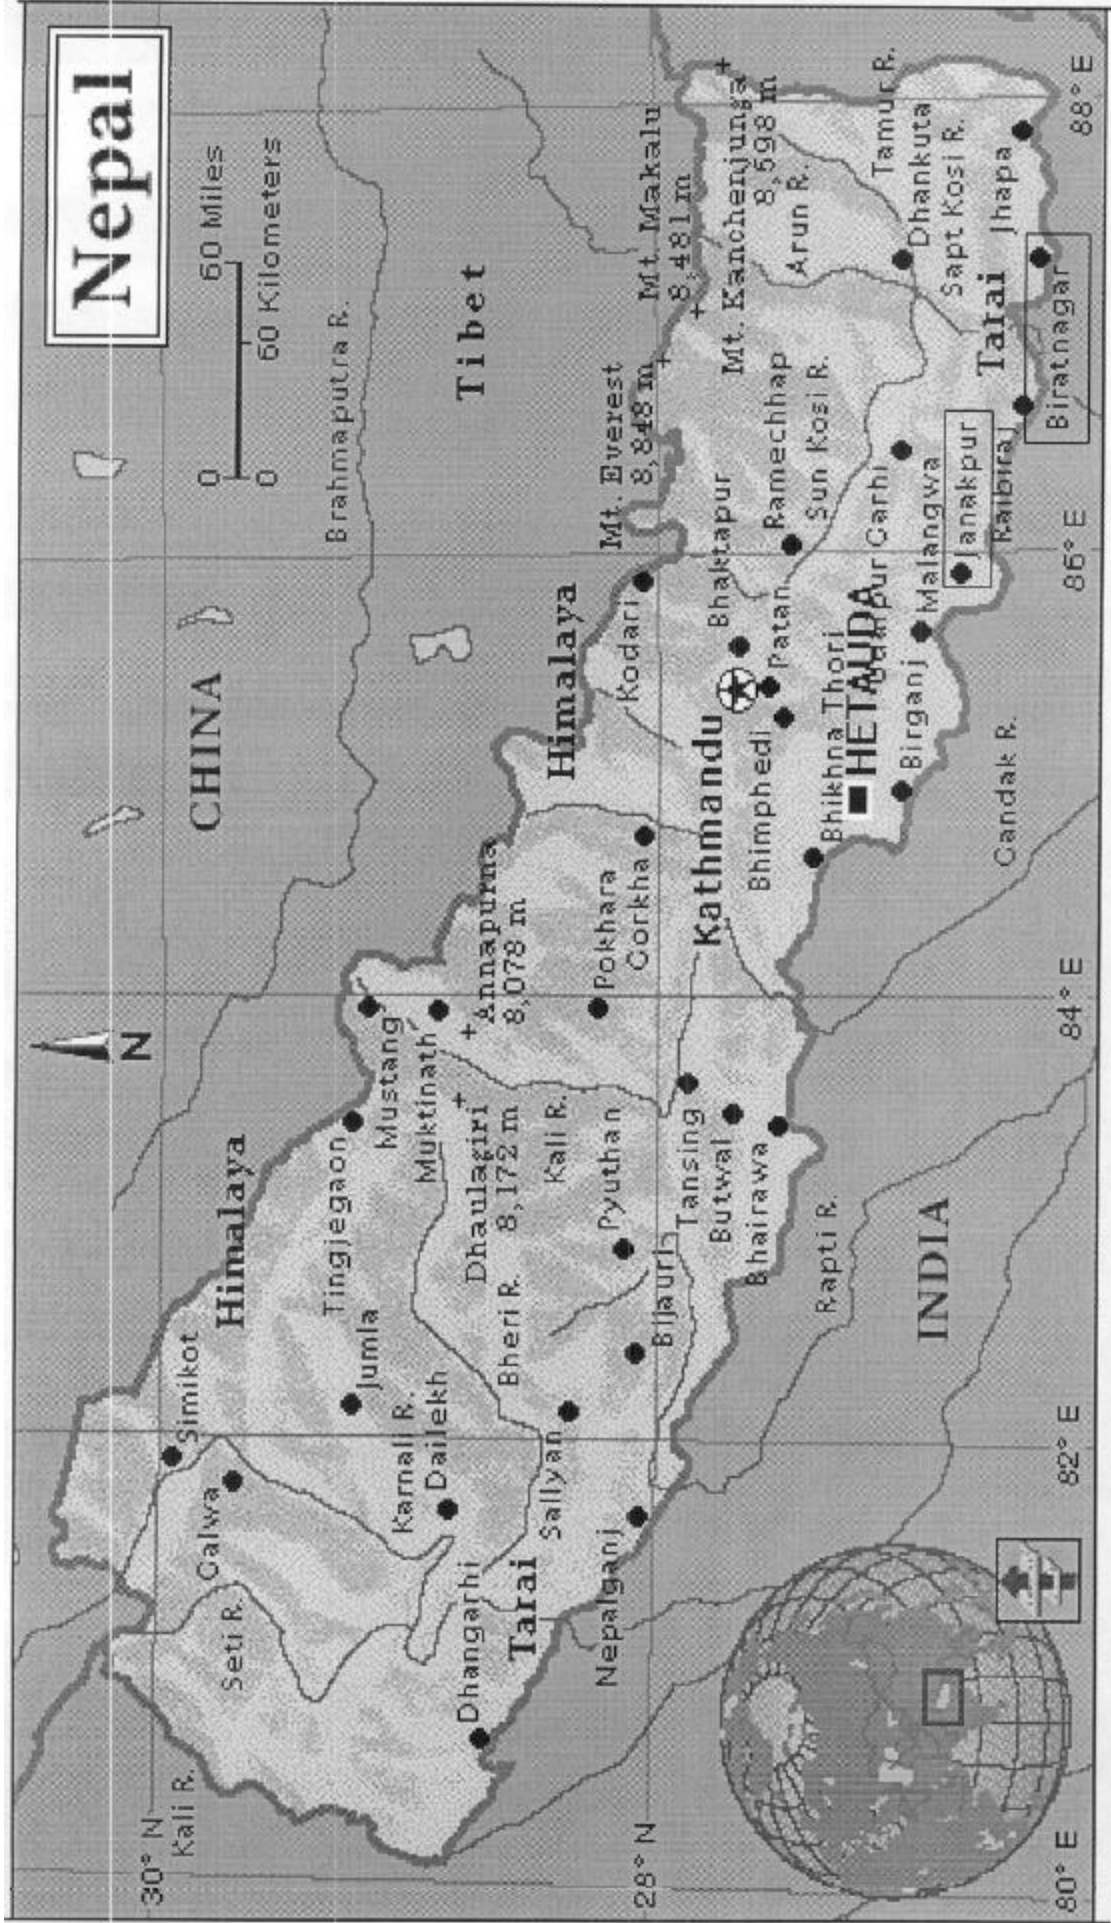 Nepal
0 60 Miles
0 60 Kilometers
CHINA
Brahmaputra R.
Tibet
N
30° N
28° N
80° E
82° E
84° E
86° E
88° E
Kali R.
Seti R.
Simikot
Galwa
Himalaya
Tingjegaon
Jumla
Karnali R.
Dailekh
Mustang
Muktinath
Annapurna
8,078 m
Dhaulagiri
8,172 m
Bheri R.
Kali R.
Sallyan
Dhangarhi
Tarai
Nepalganj
Pyuthan
Bijauri
Tansing
Butwal
Bhairawa
Rapti R.
INDIA
Pokhara
Gorkha
Himalaya
Kodari
Kathmandu
Bhaktapur
Patan
Bhimphedi
Bhikhna Thori
HETAUDA
Birganj
Gandak R.
Mt. Everest
8,848 m
Mt. Makalu
8,481 m
Mt. Kanchenjunga
8,598 m
Ramechhap
Sun Kosi R.
Udaipur Garhi
Malangwa
Janakpur
Rajbiraj
Arun R.
Tamur R.
Dhankuta
Sapt Kosi R.
Tarai
Jhapa
Biratnagar